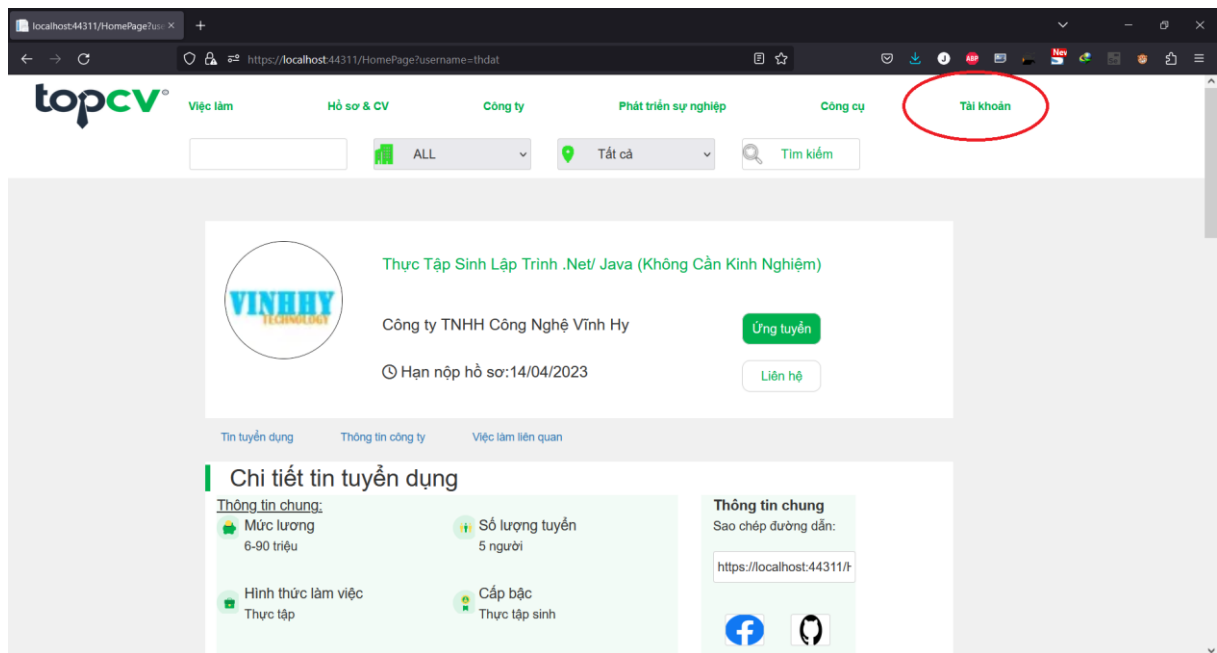 localhost:44311/HomePage?use
https://localhost:44311/HomePage?username=thdat
New
ABP
topcv
Việc làm
Hồ sơ & CV
Công ty
Phát triển sự nghiệp
Công cụ
Tài khoản
ALL
Tất cả
Tìm kiếm
VINHHY
TECHNOLOGY
Thực Tập Sinh Lập Trình .Net/ Java (Không Cần Kinh Nghiệm)
Công ty TNHH Công Nghệ Vĩnh Hy
Ứng tuyển
Hạn nộp hồ sơ:14/04/2023
Liên hệ
Tin tuyển dụng
Thông tin công ty
Việc làm liên quan
Chi tiết tin tuyển dụng
Thông tin chung:
Mức lương
6-90 triệu
Số lượng tuyển
5 người
Hình thức làm việc
Thực tập
Cấp bậc
Thực tập sinh
Thông tin chung
Sao chép đường dẫn:
https://localhost:44311/H